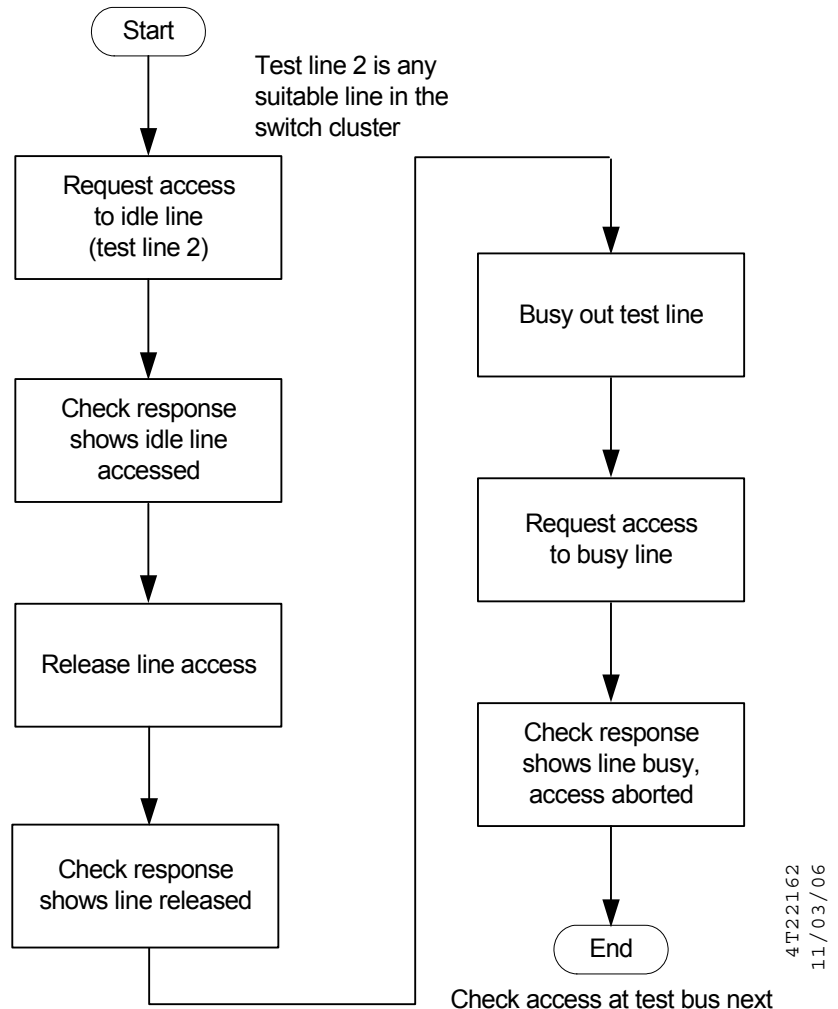 Start
Test line 2 is any
suitable line in the
switch cluster
Request access
to idle line
(test line 2)
Check response
shows idle line
accessed
Release line access
Check response
shows line released
Busy out test line
Request access
to busy line
Check response
shows line busy,
access aborted
End
Check access at test bus next
4T22162
11/03/06